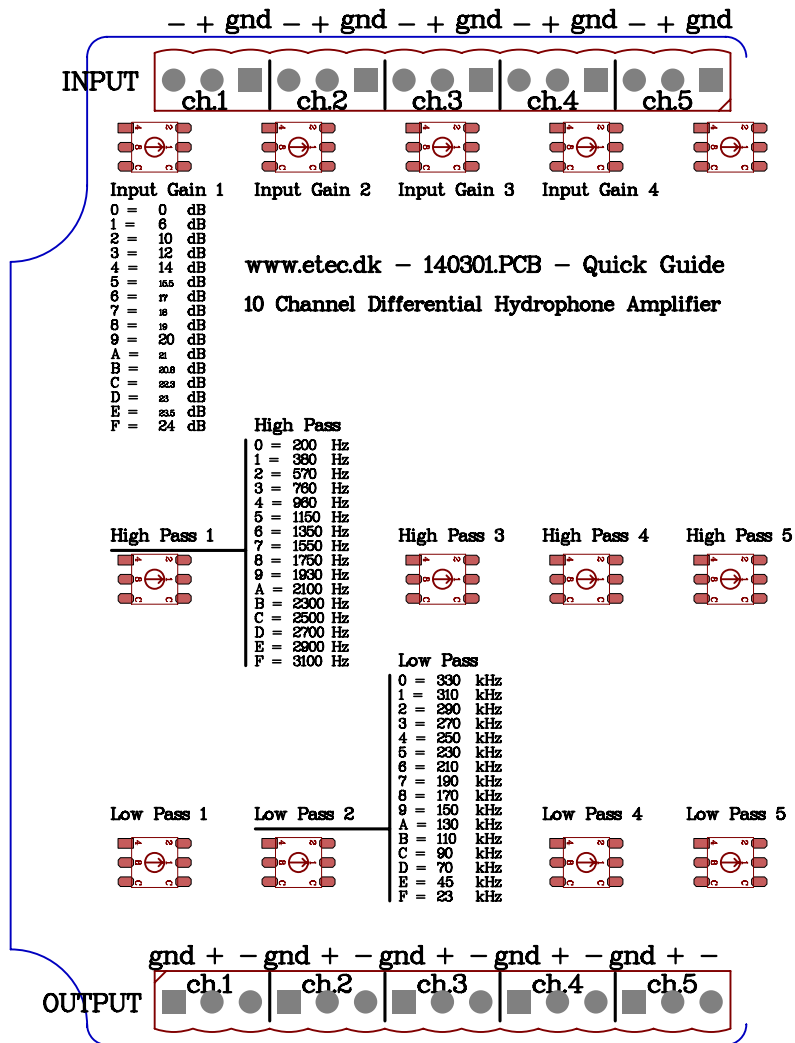 - + gnd - + gnd - + gnd - + gnd - + gnd
INPUT
ch.1 ch.2 ch.3 ch.4 ch.5
Input Gain 1 Input Gain 2 Input Gain 3 Input Gain 4
0 = 0 dB
1 = 6 dB
2 = 10 dB
3 = 12 dB
4 = 14 dB
5 = 15.5 dB
6 = 17 dB
7 = 18 dB
8 = 19 dB
9 = 20 dB
A = 21 dB
B = dB
C = dB
D = 23 dB
E = 23.5 dB
F = 24 dB
www.etec.dk - 140301.PCB - Quick Guide
10 Channel Differential Hydrophone Amplifier
High Pass
0 = 200 Hz
1 = 380 Hz
2 = 570 Hz
3 = 760 Hz
4 = 960 Hz
5 = 1150 Hz
6 = 1350 Hz
7 = 1550 Hz
8 = 1750 Hz
9 = 1930 Hz
A = 2100 Hz
B = 2300 Hz
C = 2500 Hz
D = 2700 Hz
E = 2900 Hz
F = 3100 Hz
High Pass 1 High Pass 3 High Pass 4 High Pass 5
Low Pass
0 = 330 kHz
1 = 310 kHz
2 = 290 kHz
3 = 270 kHz
4 = 250 kHz
5 = 230 kHz
6 = 210 kHz
7 = 190 kHz
8 = 170 kHz
9 = 150 kHz
A = 130 kHz
B = 110 kHz
C = 90 kHz
D = 70 kHz
E = 45 kHz
F = 23 kHz
Low Pass 1 Low Pass 2 Low Pass 4 Low Pass 5
gnd + - gnd + - gnd + - gnd + - gnd + -
ch.1 ch.2 ch.3 ch.4 ch.5
OUTPUT